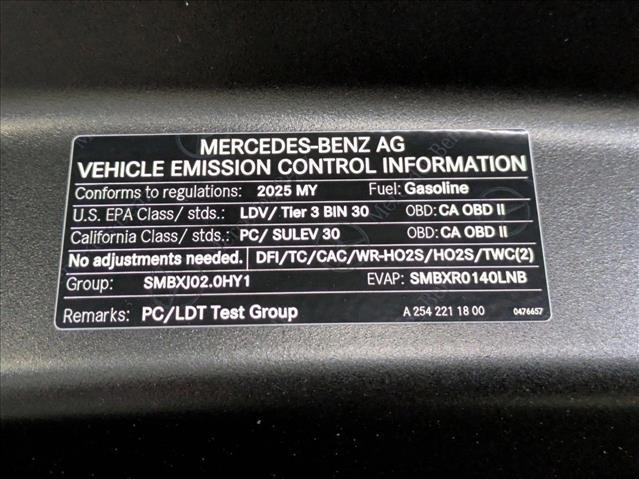 MERCEDES-BENZ AG
VEHICLE EMISSION CONTROL INFORMATION
Conforms to regulations: 2025 MY Fuel: Gasoline
U.S. EPA Class/ stds.: LDV/ Tier 3 BIN 30 OBD: CA OBD II
California Class/ stds.: PC/ SULEV 30 OBD: CA OBD II
No adjustments needed. DFI/TC/CAC/WR-HO2S/HO2S/TWC(2)
Group: SMBXJ02.0HY1 EVAP: SMBXR0140LNB
Remarks: PC/LDT Test Group A 254 221 18 00 0476657